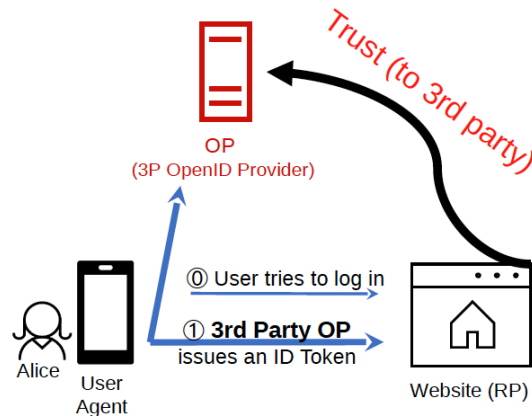 Trust (to 3rd party)
OP
(3P OpenID Provider)
⓪ User tries to log in
① 3rd Party OP
issues an ID Token
Alice
User
Agent
Website (RP)